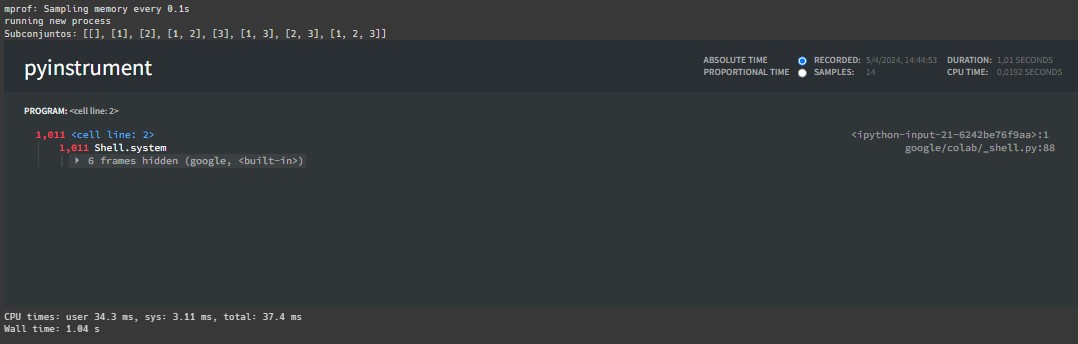 mprof: Sampling memory every 0.1s
running new process
Subconjuntos: [[], [1], [2], [1, 2], [3], [1, 3], [2, 3], [1, 2, 3]]
pyinstrument
ABSOLUTE TIME RECORDED: 5/4/2024, 14:44:53 DURATION: 1,01 SECONDS
PROPORTIONAL TIME SAMPLES: 14 CPU TIME: 0,0192 SECONDS
PROGRAM: <cell line: 2>
1,011 <cell line: 2> <ipython-input-21-6242be76f9aa>:1
1,011 Shell.system google/colab/_shell.py:88
6 frames hidden (google, <built-in>)
CPU times: user 34.3 ms, sys: 3.11 ms, total: 37.4 ms
Wall time: 1.04 s